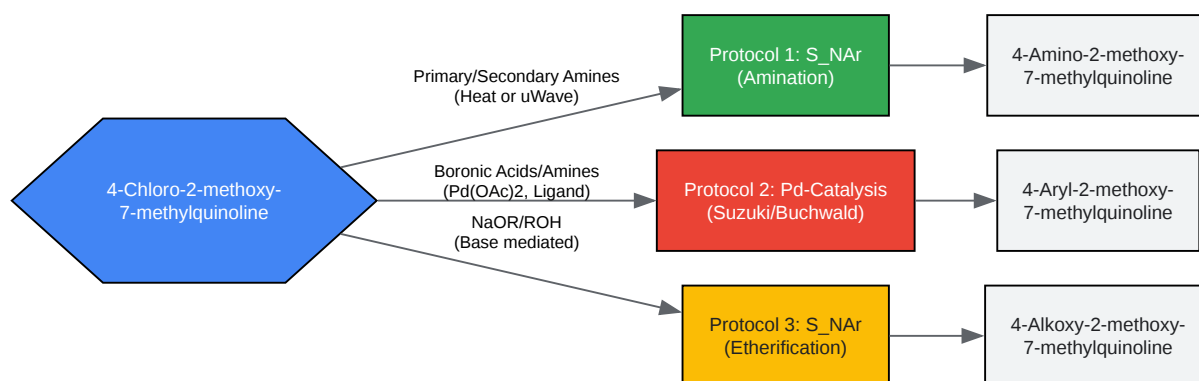 Primary/Secondary Amines
(Heat or uWave)
Protocol 1: S_NAr
(Amination)
4-Amino-2-methoxy-
7-methylquinoline
4-Chloro-2-methoxy-
7-methylquinoline
Boronic Acids/Amines
(Pd(OAc)2, Ligand)
Protocol 2: Pd-Catalysis
(Suzuki/Buchwald)
4-Aryl-2-methoxy-
7-methylquinoline
NaOR/ROH
(Base mediated)
Protocol 3: S_NAr
(Etherification)
4-Alkoxy-2-methoxy-
7-methylquinoline